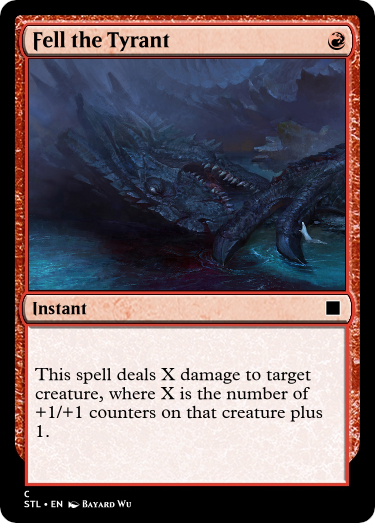 Fell the Tyrant
Instant
This spell deals X damage to target
creature, where X is the number of
+1/+1 counters on that creature plus
1.
C
STL • EN Bayard Wu